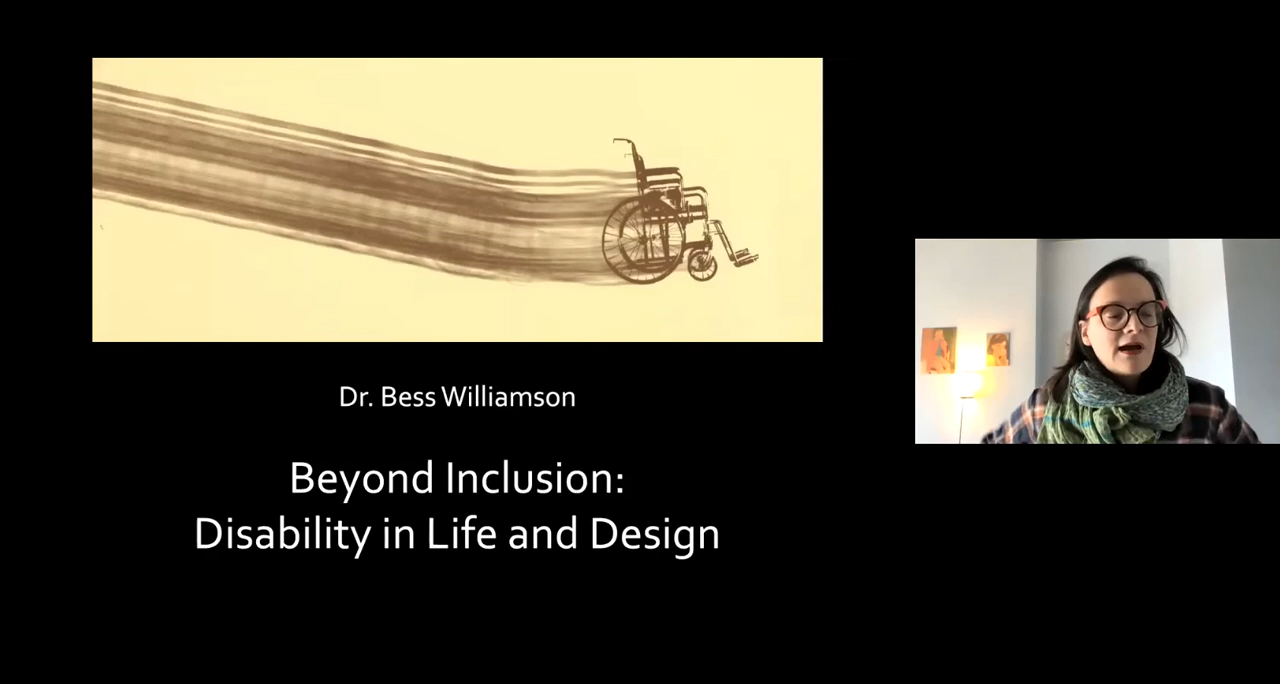 Dr. Bess Williamson
Beyond Inclusion:
Disability in Life and Design